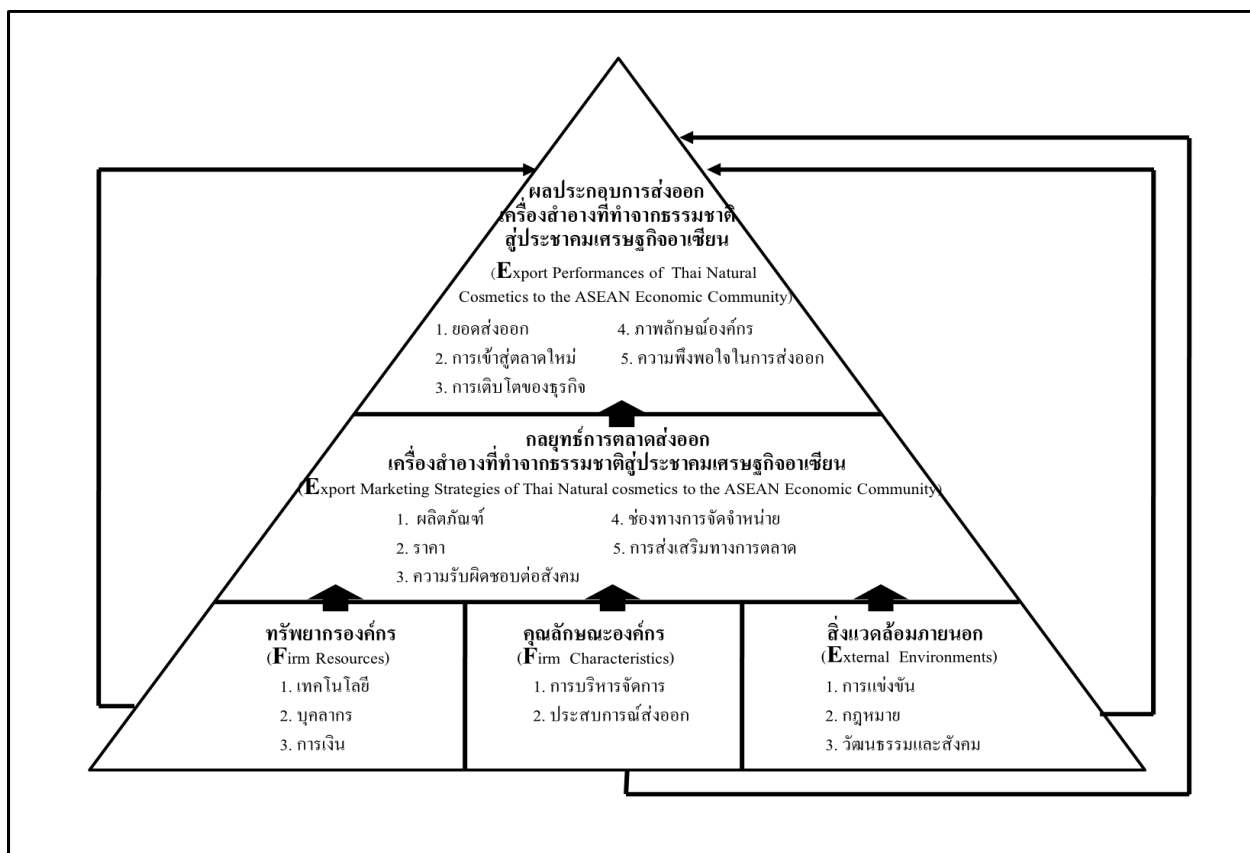 ผลประกอบการส่งออก
เครื่องสำอางที่ทำจากธรรมชาติ
สู่ประชาคมเศรษฐกิจอาเซียน
(Export Performances of Thai Natural
Cosmetics to the ASEAN Economic Community)
1. ยอดส่งออก
2. การเข้าสู่ตลาดใหม่
3. การเติบโตของธุรกิจ
4. ภาพลักษณ์องค์กร
5. ความพึงพอใจในการส่งออก
กลยุทธ์การตลาดส่งออก
เครื่องสำอางที่ทำจากธรรมชาติสู่ประชาคมเศรษฐกิจอาเซียน
(Export Marketing Strategies of Thai Natural cosmetics to the ASEAN Economic Community)
1. ผลิตภัณฑ์
2. ราคา
3. ความรับผิดชอบต่อสังคม
4. ช่องทางการจัดจำหน่าย
5. การส่งเสริมทางการตลาด
ทรัพยากรองค์กร
(Firm Resources)
1. เทคโนโลยี
2. บุคลากร
3. การเงิน
คุณลักษณะองค์กร
(Firm Characteristics)
1. การบริหารจัดการ
2. ประสบการณ์ส่งออก
สิ่งแวดล้อมภายนอก
(External Environments)
1. การแข่งขัน
2. กฎหมาย
3. วัฒนธรรมและสังคม